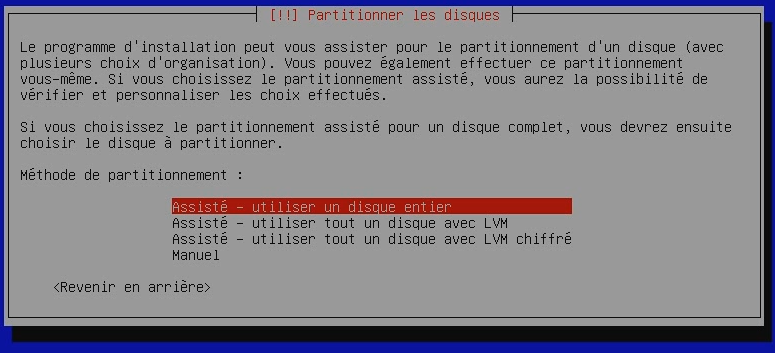 [!!] Partitionner les disques
Le programme d'installation peut vous assister pour le partitionnement d'un disque (avec
plusieurs choix d'organisation). Vous pouvez également effectuer ce partitionnement
vous-même. Si vous choisissez le partitionnement assisté, vous aurez la possibilité de
vérifier et personnaliser les choix effectués.
Si vous choisissez le partitionnement assisté pour un disque complet, vous devrez ensuite
choisir le disque à partitionner.
Méthode de partitionnement :
Assisté - utiliser un disque entier
Assisté - utiliser tout un disque avec LVM
Assisté - utiliser tout un disque avec LVM chiffré
Manuel
<Revenir en arrière>